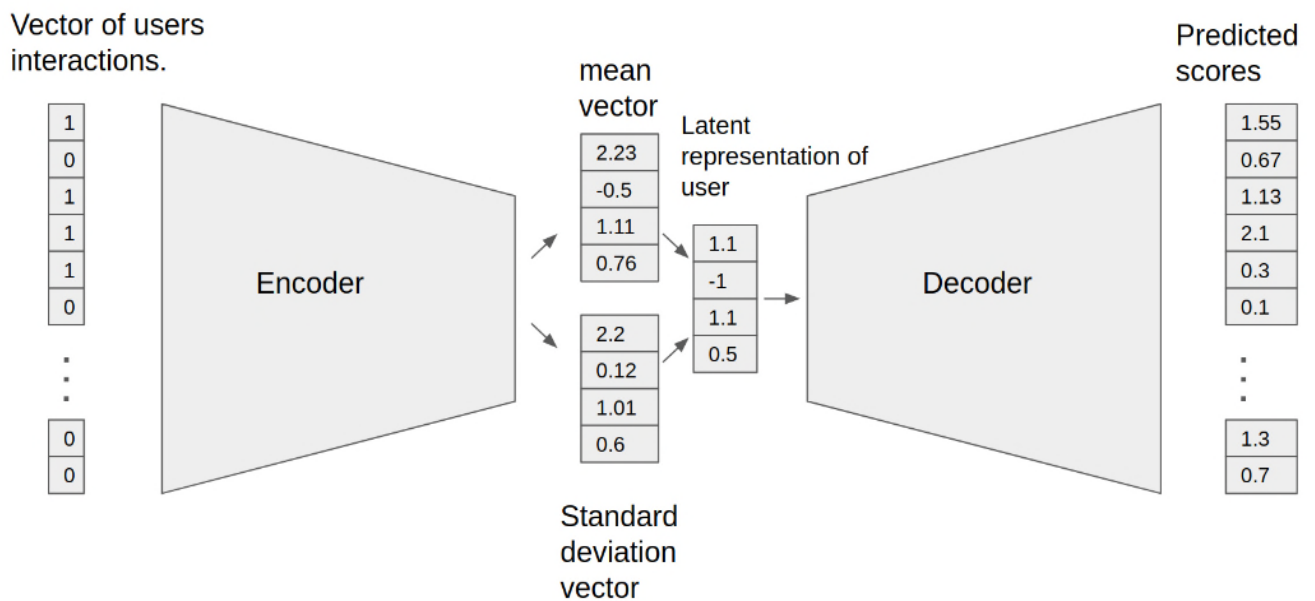 Vector of users
interactions.
1
0
1
1
1
0
0
0
Encoder
mean
vector
2.23
-0.5
1.11
0.76
2.2
0.12
1.01
0.6
Standard
deviation
vector
Latent
representation of
user
1.1
-1
1.1
0.5
Decoder
Predicted
scores
1.55
0.67
1.13
2.1
0.3
0.1
1.3
0.7